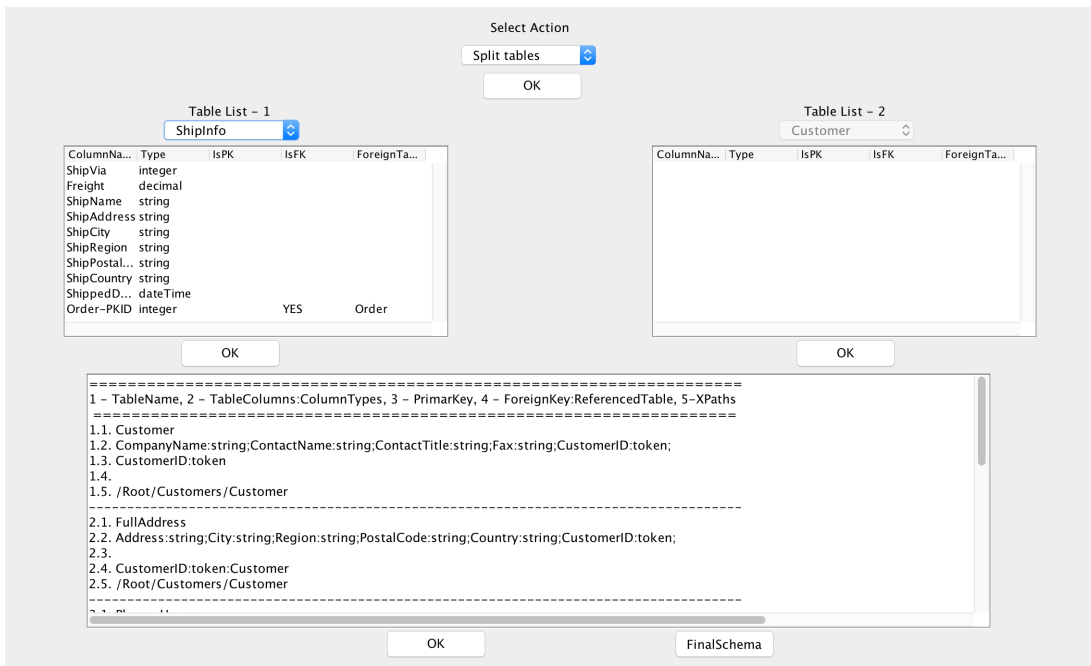 Select Action
Split tables
OK
Table List – 1
ShipInfo
ColumnNa... Type IsPK IsFK ForeignTa...
ShipVia integer
Freight decimal
ShipName string
ShipAddress string
ShipCity string
ShipRegion string
ShipPostal... string
ShipCountry string
ShippedD... dateTime
Order–PKID integer YES Order
OK
Table List – 2
Customer
ColumnNa... Type IsPK IsFK ForeignTa...
OK
=====================================================================
1 – TableName, 2 – TableColumns:ColumnTypes, 3 – PrimarKey, 4 – ForeignKey:ReferencedTable, 5–XPaths
=====================================================================
1.1. Customer
1.2. CompanyName:string;ContactName:string;ContactTitle:string;Fax:string;CustomerID:token;
1.3. CustomerID:token
1.4.
1.5. /Root/Customers/Customer
-------------------------------------------------------------------------------------
2.1. FullAddress
2.2. Address:string;City:string;Region:string;PostalCode:string;Country:string;CustomerID:token;
2.3.
2.4. CustomerID:token:Customer
2.5. /Root/Customers/Customer
-------------------------------------------------------------------------------------
OK
FinalSchema